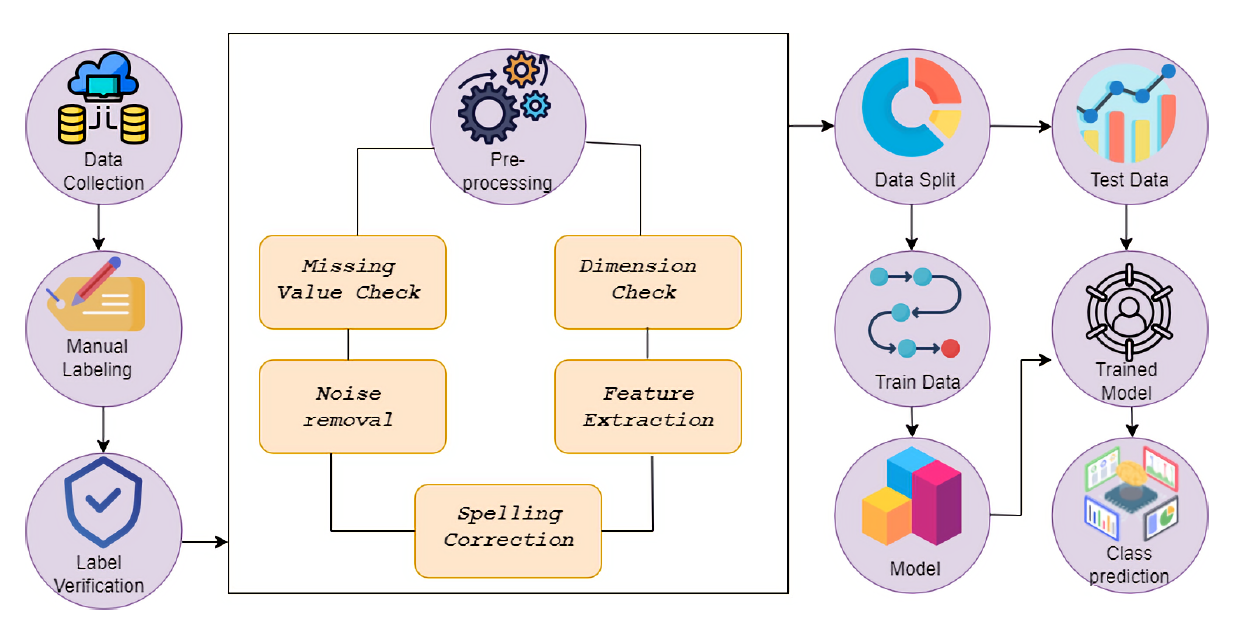 Data
Collection
Manual
Labeling
Label
Verification
Pre-
processing
Missing
Value Check
Dimension
Check
Noise
removal
Feature
Extraction
Spelling
Correction
Data Split
Test Data
Train Data
Trained
Model
Model
Class
prediction